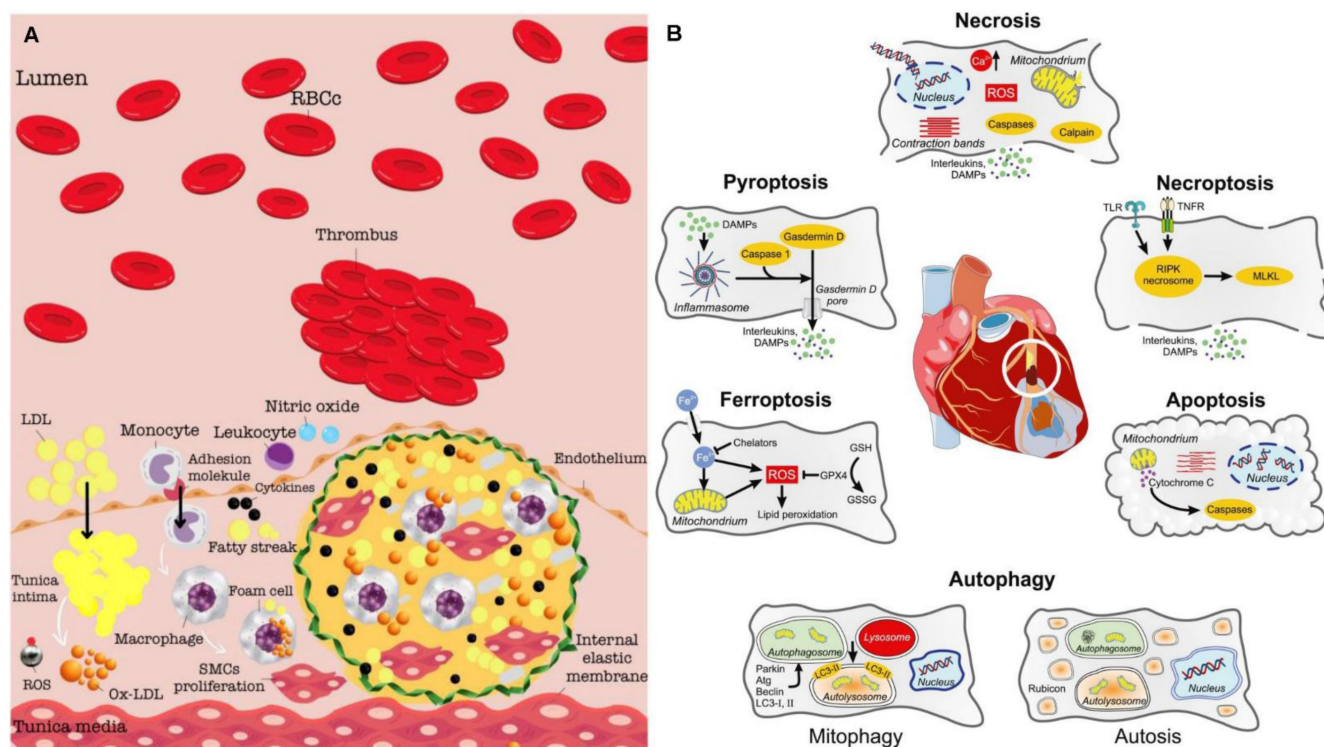 A
Lumen
RBCc
Thrombus
LDL
Monocyte
Leukocyte
Nitric oxide
Adhesion
molekule
Endothelium
Cytokines
Fatty streak
Tunica
intima
Foam cell
Macrophage
Internal
elastic
membrane
SMCs
proliferation
ROS
Ox-LDL
Tunica media
B
Necrosis
Ca2+
Mitochondrium
Nucleus
ROS
Contraction bands
Caspases
Calpain
Interleukins,
DAMPs
Pyroptosis
DAMPs
Gasdermin D
Caspase 1
Inflammasome
Gasdermin D
pore
Interleukins,
DAMPs
Necroptosis
TLR
TNFR
RIPK
necrosome
MLKL
Interleukins,
DAMPs
Ferroptosis
Fe2+
Chelators
Fe2+
ROS
GPX4
GSH
GSSG
Mitochondrium
Lipid peroxidation
Apoptosis
Mitochondrium
Cytochrome C
Nucleus
Caspases
Autophagy
Autophagosome
Lysosome
Parkin
Atg
Beclin
LC3-I, II
LC3-II
LC3-II
Autolysosome
Nucleus
Mitophagy
Autophagosome
Rubicon
Autolysosome
Nucleus
Autosis